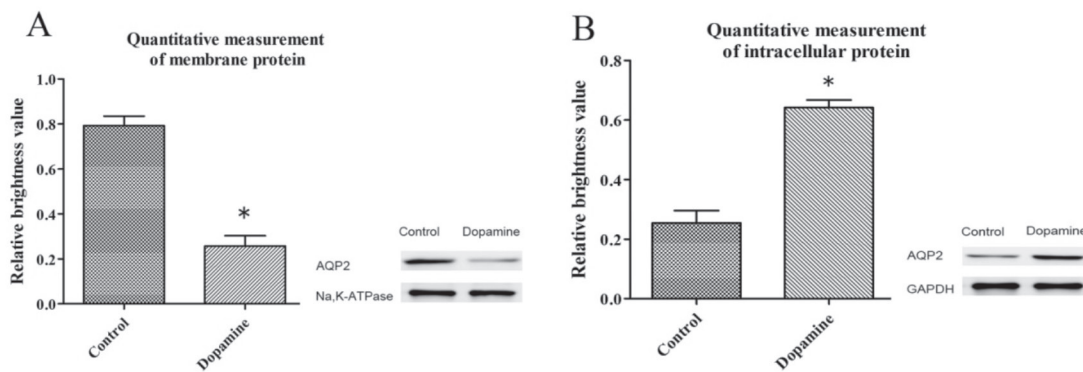 A
Quantitative measurement
of membrane protein
Relative brightness value
1.0
0.8
0.6
0.4
0.2
0.0
*
Control
Dopamine
Control Dopamine
AQP2
Na,K-ATPase
B
Quantitative measurement
of intracellular protein
Relative brightness value
0.8
0.6
0.4
0.2
0.0
*
Control
Dopamine
Control Dopamine
AQP2
GAPDH